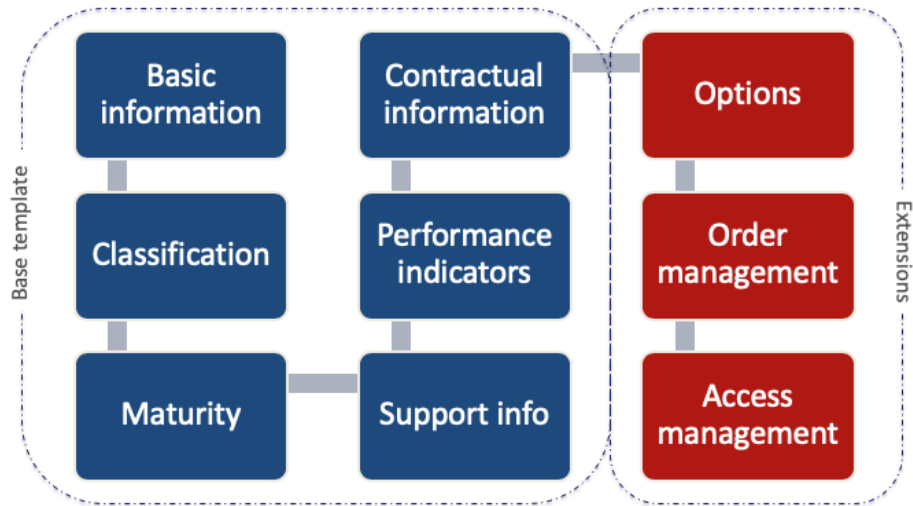 Base template
Basic
information
Classification
Maturity
Contractual
information
Performance
indicators
Support info
Options
Order
management
Access
management
Extensions